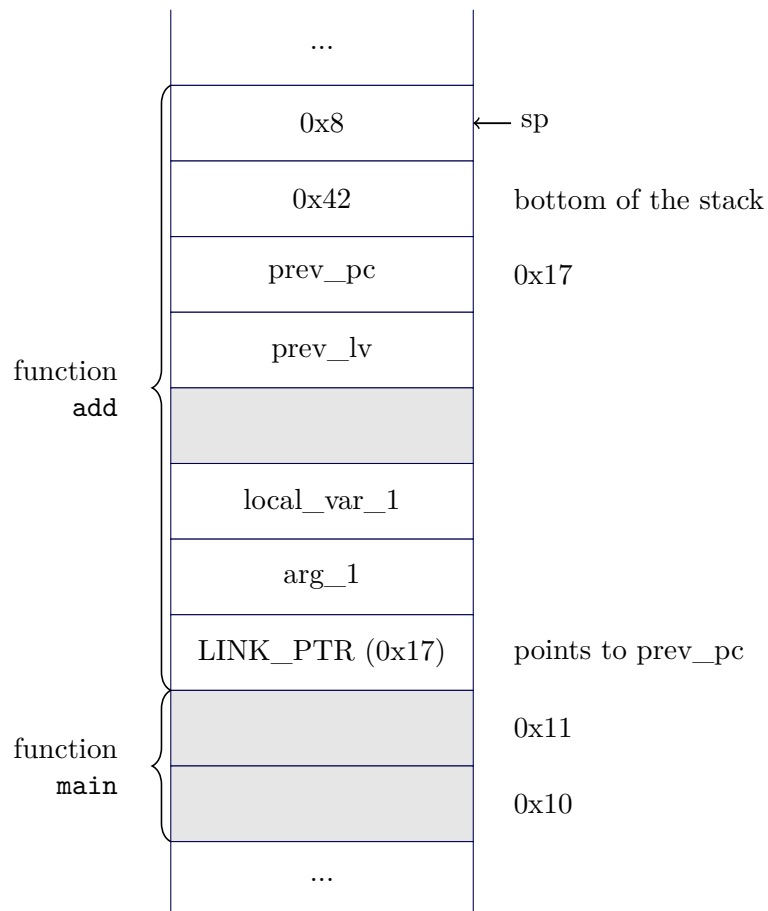 ...
0x8
sp
0x42
bottom of the stack
prev_pc
0x17
prev_lv
function
add
local_var_1
arg_1
LINK_PTR (0x17)
points to prev_pc
0x11
function
main
0x10
...